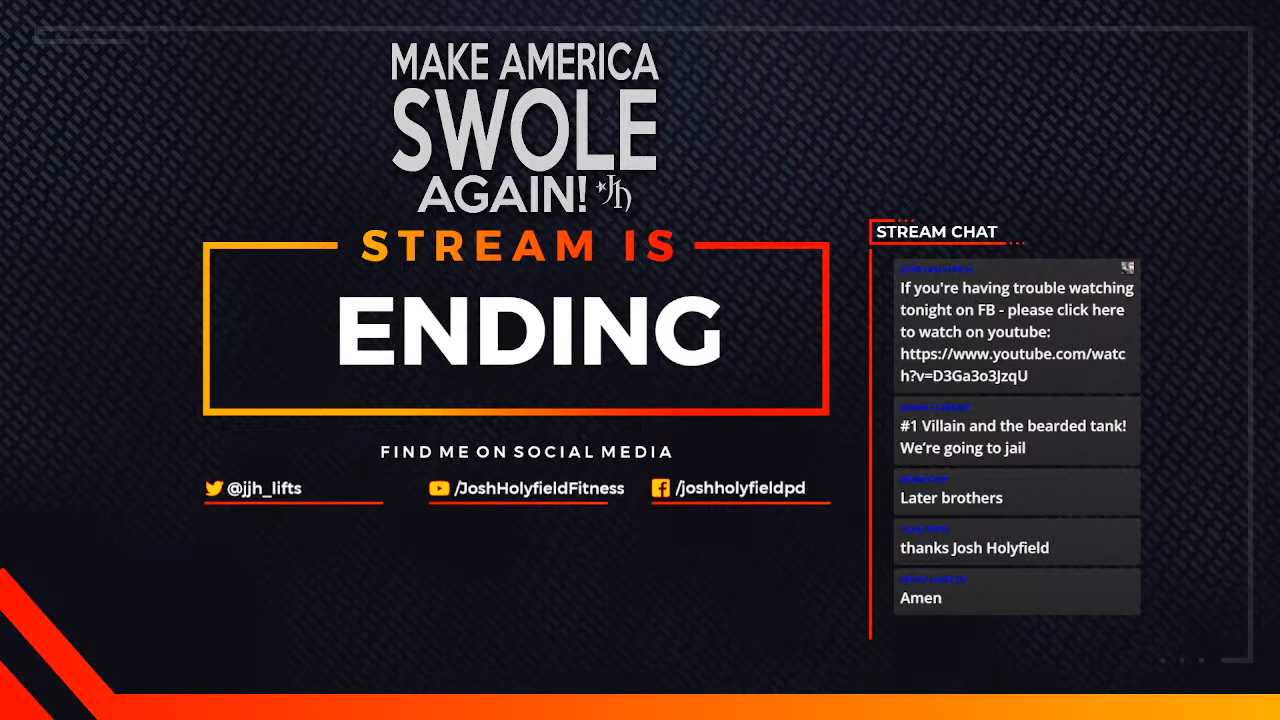 MAKE AMERICA
SWOLE
AGAIN! Jh
STREAM IS
ENDING
FIND ME ON SOCIAL MEDIA
@jjh_lifts
/JoshHolyfieldFitness
/joshholyfieldpd
STREAM CHAT
If you're having trouble watching
tonight on FB - please click here
to watch on youtube:
https://www.youtube.com/watc
h?v=D3Ga3o3JzqU
#1 Villain and the bearded tank!
We're going to jail
Later brothers
thanks Josh Holyfield
Amen